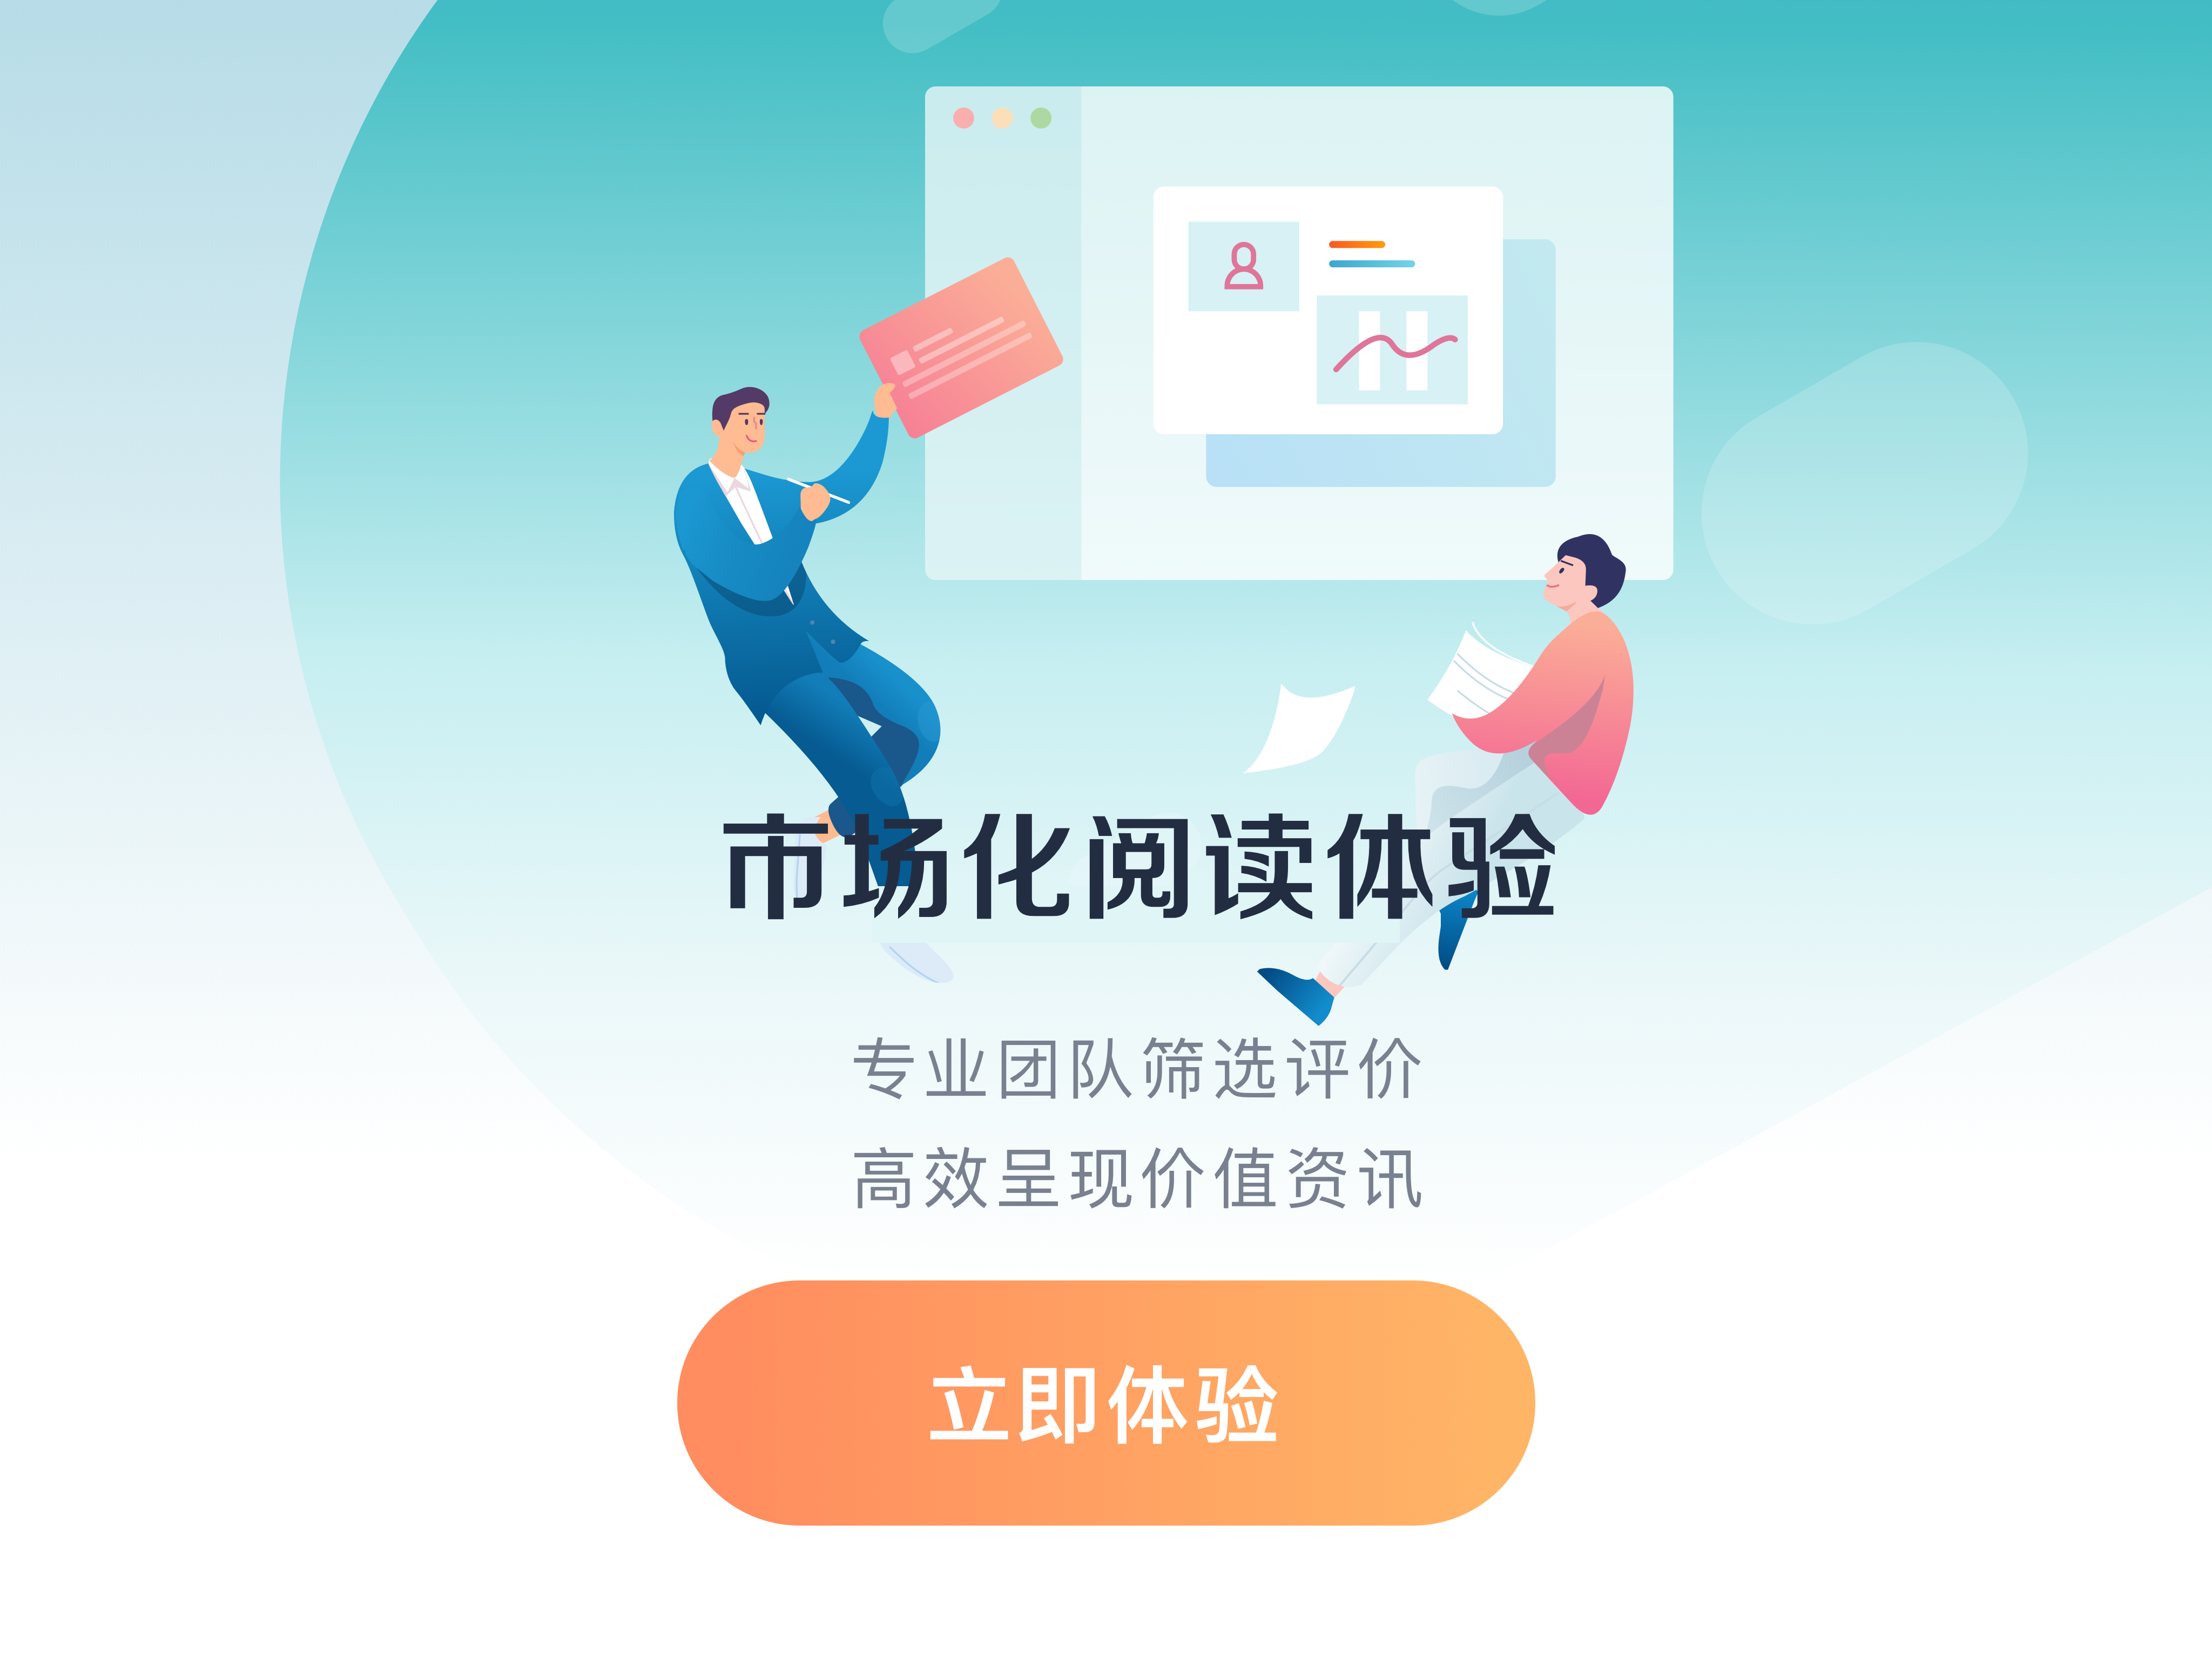 市场化阅读体验
专业团队筛选评价
高效呈现价值资讯
立即体验